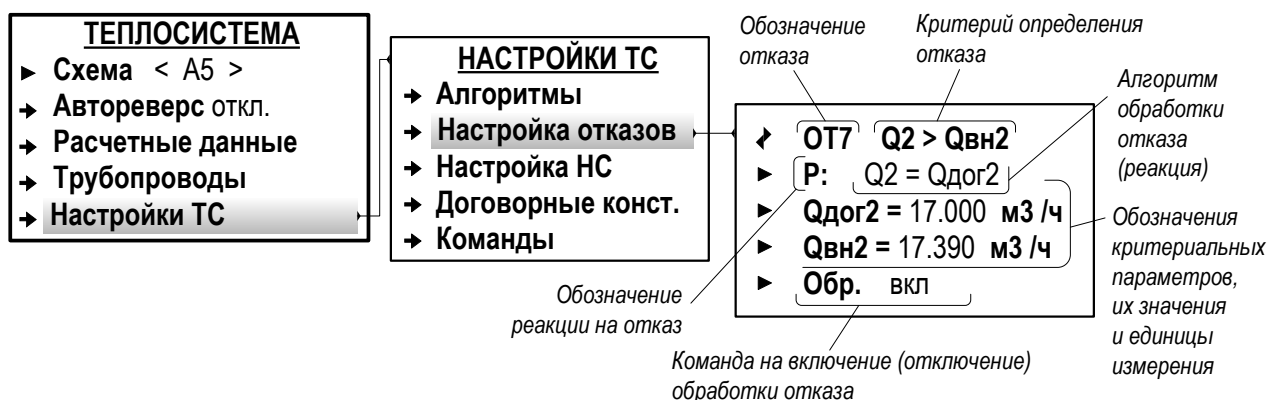 ТЕПЛОСИСТЕМА
Схема < А5 >
Автореверс откл.
Расчетные данные
Трубопроводы
Настройки ТС
НАСТРОЙКИ ТС
Алгоритмы
Настройка отказов
Настройка НС
Договорные конст.
Команды
Обозначение
отказа
Критерий определения
отказа
Алгоритм
обработки
отказа
(реакция)
ОТ7 Q2 > Qвн2
Р: Q2 = Qдог2
Qдог2 = 17.000 м3 /ч
Qвн2 = 17.390 м3 /ч
Обр. вкл
Обозначения
критериальных
параметров,
их значения
и единицы
измерения
Обозначение
реакции на отказ
Команда на включение (отключение)
обработки отказа